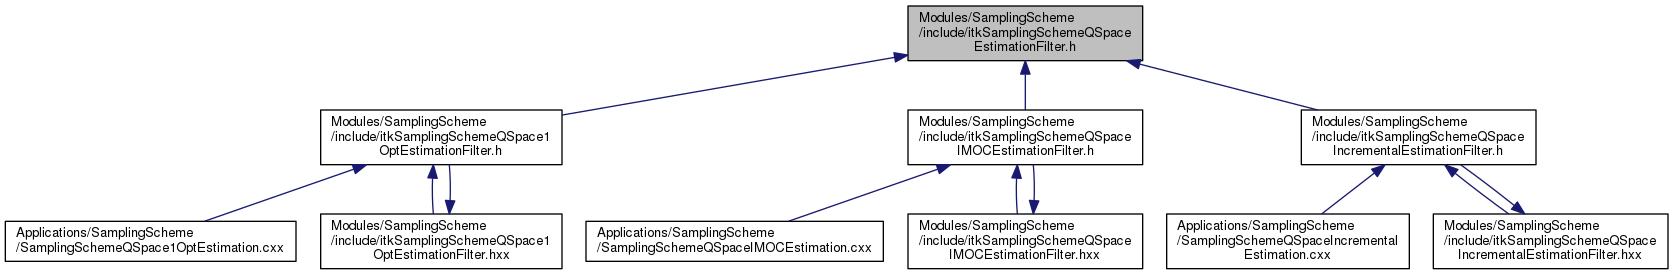 Modules/SamplingScheme
/include/itkSamplingSchemeQSpace
EstimationFilter.h
Modules/SamplingScheme
/include/itkSamplingSchemeQSpace1
OptEstimationFilter.h
Modules/SamplingScheme
/include/itkSamplingSchemeQSpace
IMOCEstimationFilter.h
Modules/SamplingScheme
/include/itkSamplingSchemeQSpace
IncrementalEstimationFilter.h
Applications/SamplingScheme
/SamplingSchemeQSpace1OptEstimation.cxx
Modules/SamplingScheme
/include/itkSamplingSchemeQSpace1
OptEstimationFilter.hxx
Applications/SamplingScheme
/SamplingSchemeQSpaceIMOCEstimation.cxx
Modules/SamplingScheme
/include/itkSamplingSchemeQSpace
IMOCEstimationFilter.hxx
Applications/SamplingScheme
/SamplingSchemeQSpaceIncremental
Estimation.cxx
Modules/SamplingScheme
/include/itkSamplingSchemeQSpace
IncrementalEstimationFilter.hxx